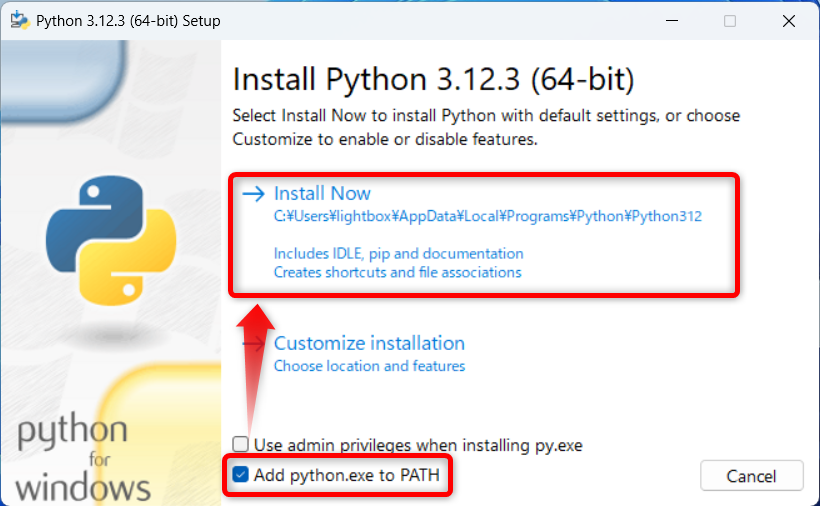 Python 3.12.3 (64-bit) Setup
Install Python 3.12.3 (64-bit)
Select Install Now to install Python with default settings, or choose
Customize to enable or disable features.
Install Now
C:¥Users¥lightbox¥AppData¥Local¥Programs¥Python¥Python312
Includes IDLE, pip and documentation
Creates shortcuts and file associations
Customize installation
Choose location and features
Use admin privileges when installing py.exe
Add python.exe to PATH
Cancel
python
for
windows